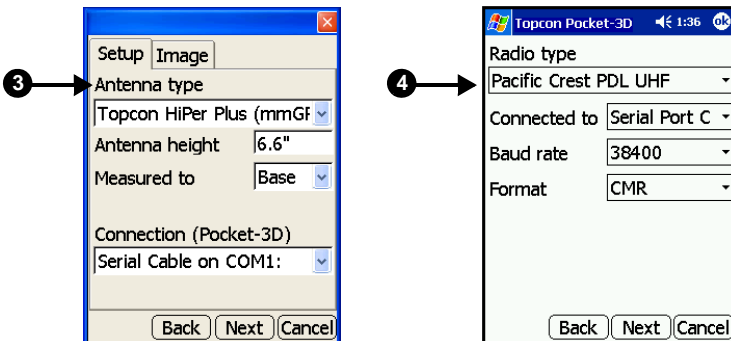 Setup Image
3
Antenna type
Topcon HiPer Plus (mmGF
Antenna height 6.6"
Measured to Base
Connection (Pocket-3D)
Serial Cable on COM1:
Back Next Cancel
Topcon Pocket-3D 1:36 ok
Radio type
4
Pacific Crest PDL UHF
Connected to Serial Port C
Baud rate 38400
Format CMR
Back Next Cancel